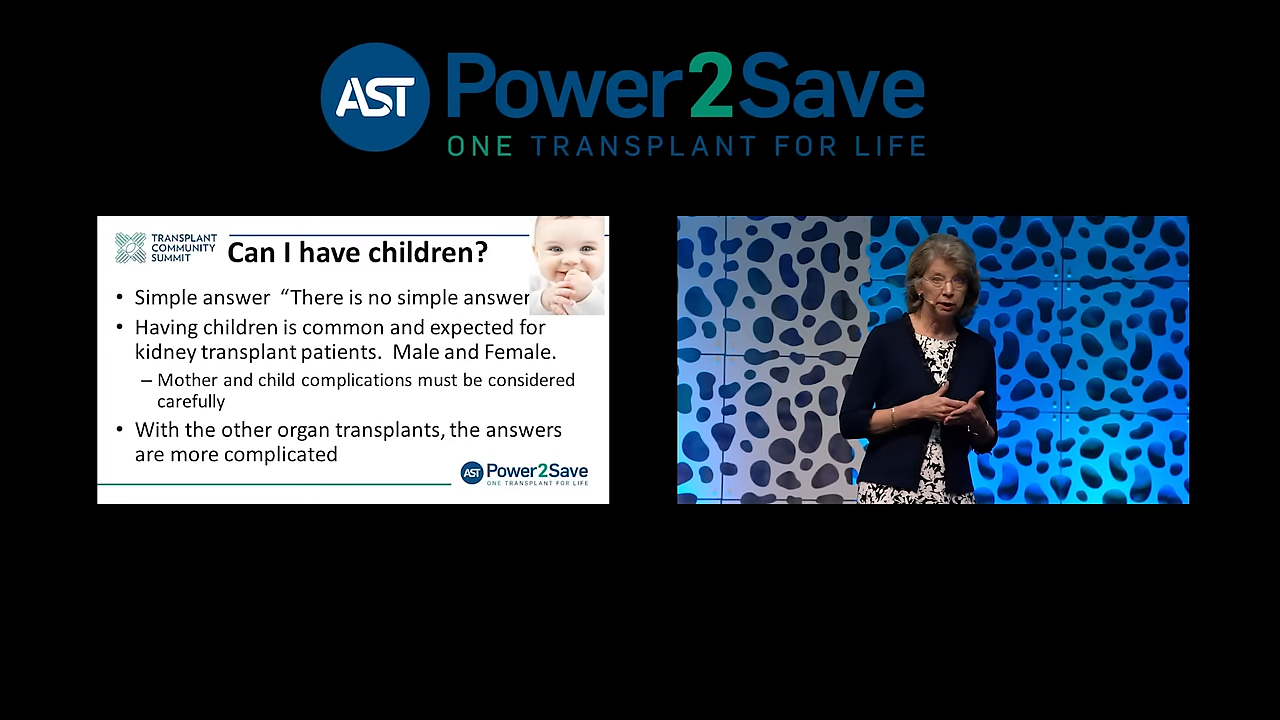 AST Power2Save
ONE TRANSPLANT FOR LIFE
TRANSPLANT
COMMUNITY
SUMMIT
Can I have children?
• Simple answer “There is no simple answer
• Having children is common and expected for
kidney transplant patients. Male and Female.
– Mother and child complications must be considered
carefully
• With the other organ transplants, the answers
are more complicated
AST Power2Save
ONE TRANSPLANT FOR LIFE